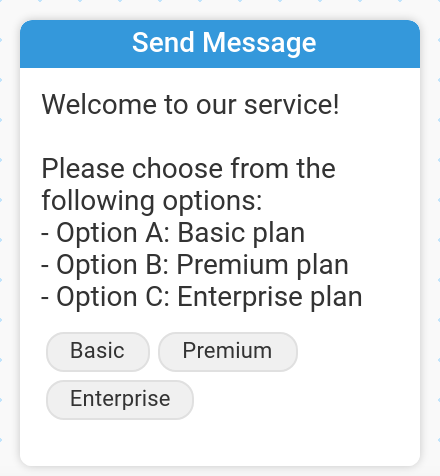 Send Message
Welcome to our service!
Please choose from the
following options:
- Option A: Basic plan
- Option B: Premium plan
- Option C: Enterprise plan
Basic Premium
Enterprise